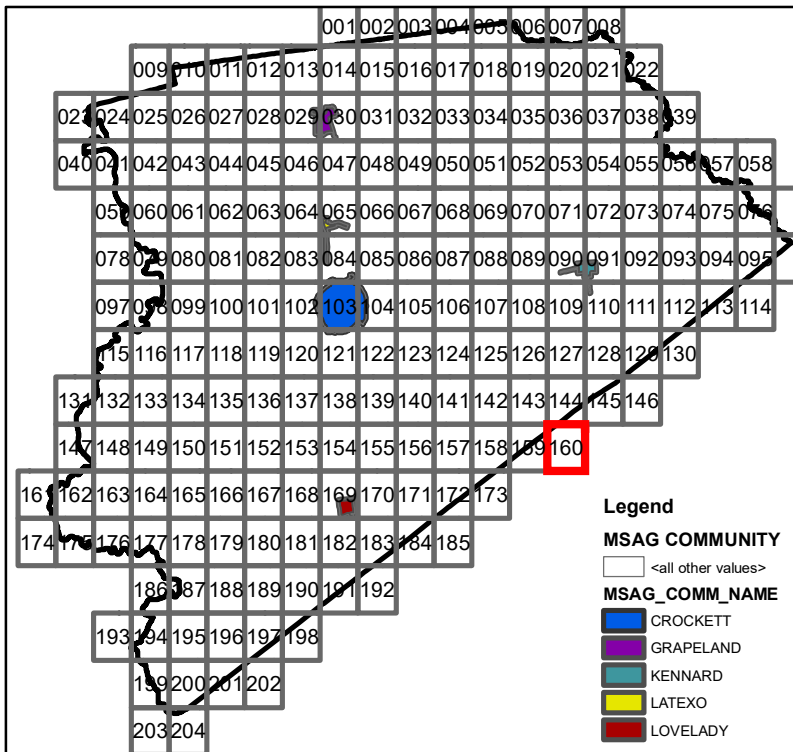 001 002 003 004 005 006 007 008
009 010 011 012 013 014 015 016 017 018 019 020 021 022
023 024 025 026 027 028 029 030 031 032 033 034 035 036 037 038 039
040 041 042 043 044 045 046 047 048 049 050 051 052 053 054 055 056 057 058
059 060 061 062 063 064 065 066 067 068 069 070 071 072 073 074 075 076
078 079 080 081 082 083 084 085 086 087 088 089 090 091 092 093 094 095
097 098 099 100 101 102 103 104 105 106 107 108 109 110 111 112 113 114
115 116 117 118 119 120 121 122 123 124 125 126 127 128 129 130
131 132 133 134 135 136 137 138 139 140 141 142 143 144 145 146
147 148 149 150 151 152 153 154 155 156 157 158 159 160
161 162 163 164 165 166 167 168 169 170 171 172 173
174 175 176 177 178 179 180 181 182 183 184 185
186 187 188 189 190 191 192
193 194 195 196 197 198
199 200 201 202
203 204
Legend
MSAG COMMUNITY
<all other values>
MSAG_COMM_NAME
CROCKETT
GRAPELAND
KENNARD
LATEXO
LOVELADY